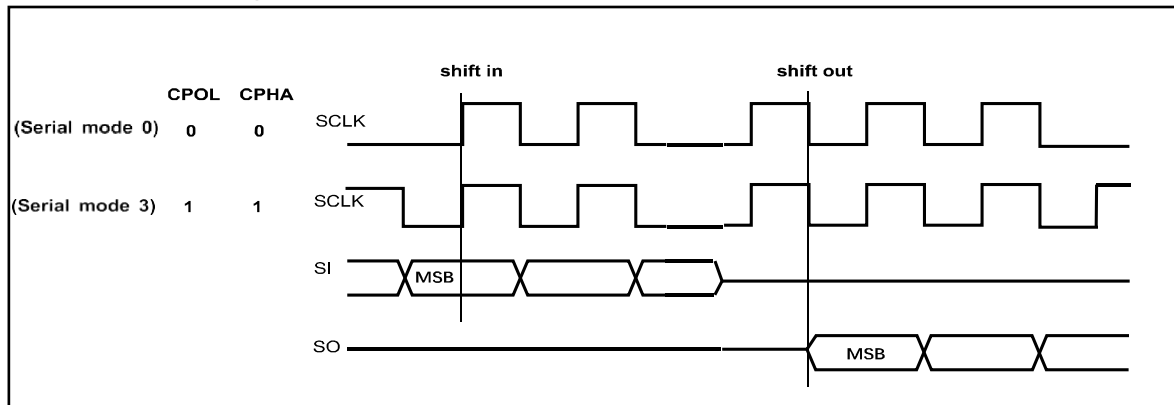 shift in
shift out
CPOL CPHA
(Serial mode 0) 0 0 SCLK
(Serial mode 3) 1 1 SCLK
SI MSB
SO MSB